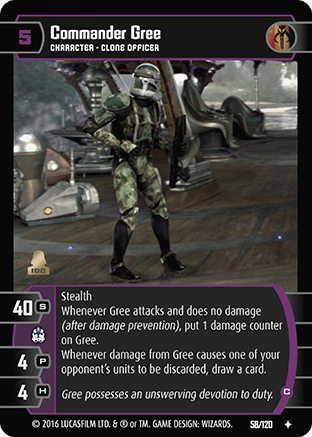 5
Commander Gree
CHARACTER - CLONE OFFICER
IDC
40 S
4 P
4 H
Stealth
Whenever Gree attacks and does no damage
(after damage prevention), put 1 damage counter
on Gree.
Whenever damage from Gree causes one of your
opponent's units to be discarded, draw a card.
Gree possesses an unswerving devotion to duty.
C
© 2016 LUCASFILM LTD. & ® OR TM. GAME DESIGN: WIZARDS.
58/120